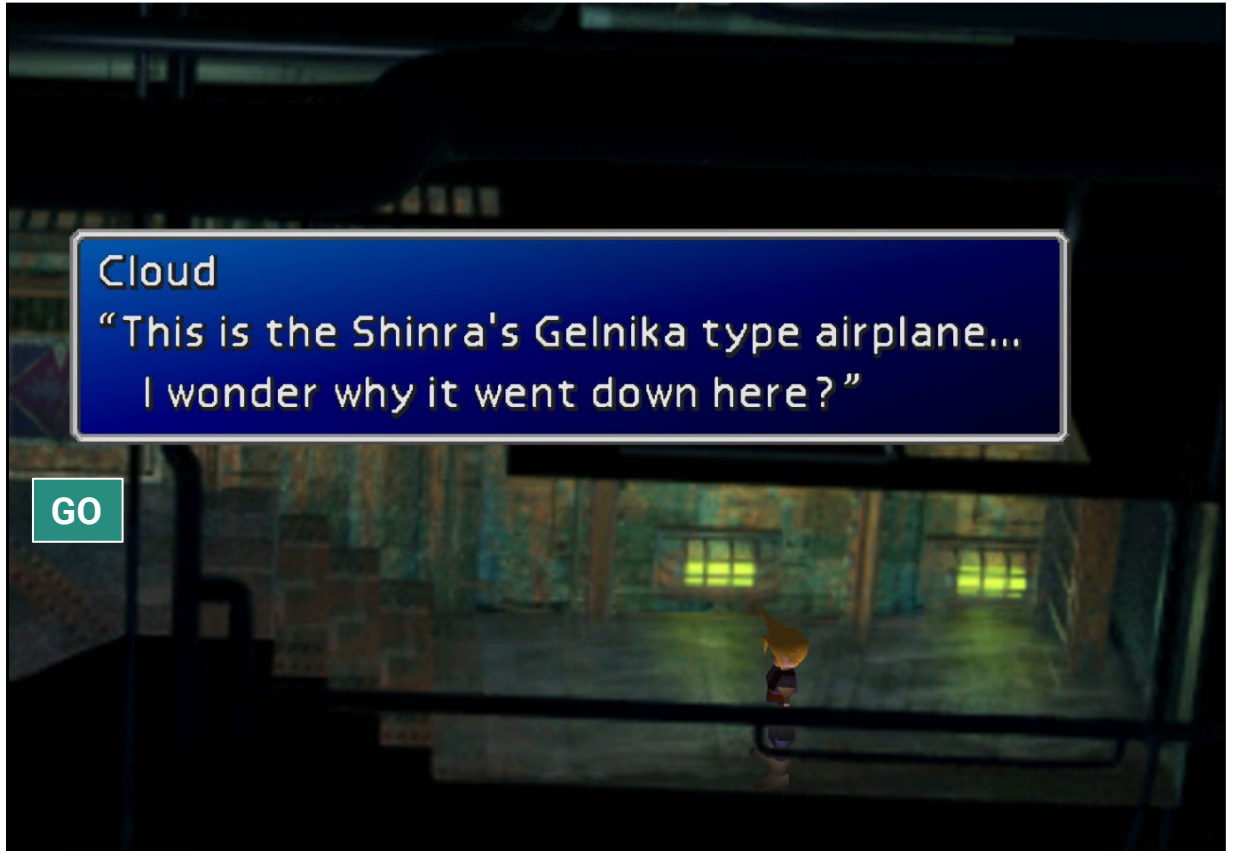 Cloud
“This is the Shinra's Gelnika type airplane...
I wonder why it went down here?”
GO